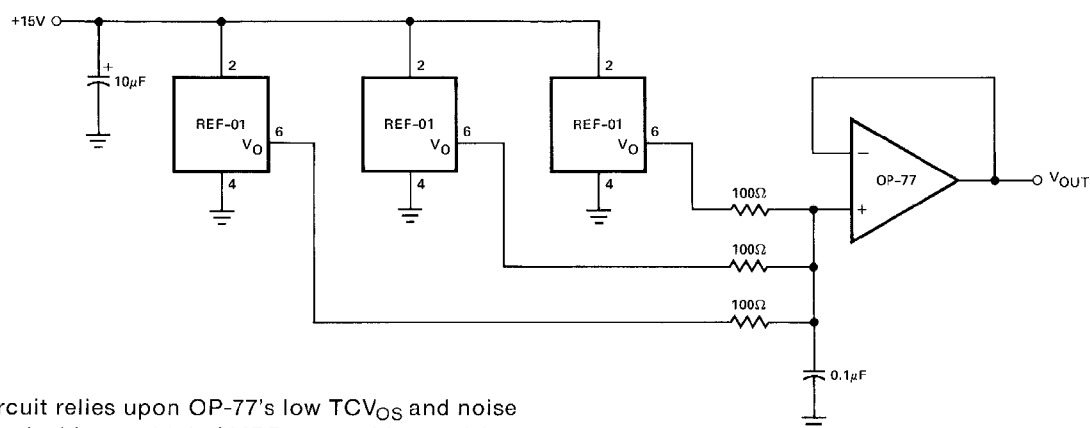 +15V
+
10µF
2
2
2
REF-01
V_O
6
REF-01
V_O
6
REF-01
V_O
6
4
4
4
100Ω
100Ω
100Ω
−
+
OP-77
V_OUT
0.1µF
rcuit relies upon OP-77's low TCV_OS and noise